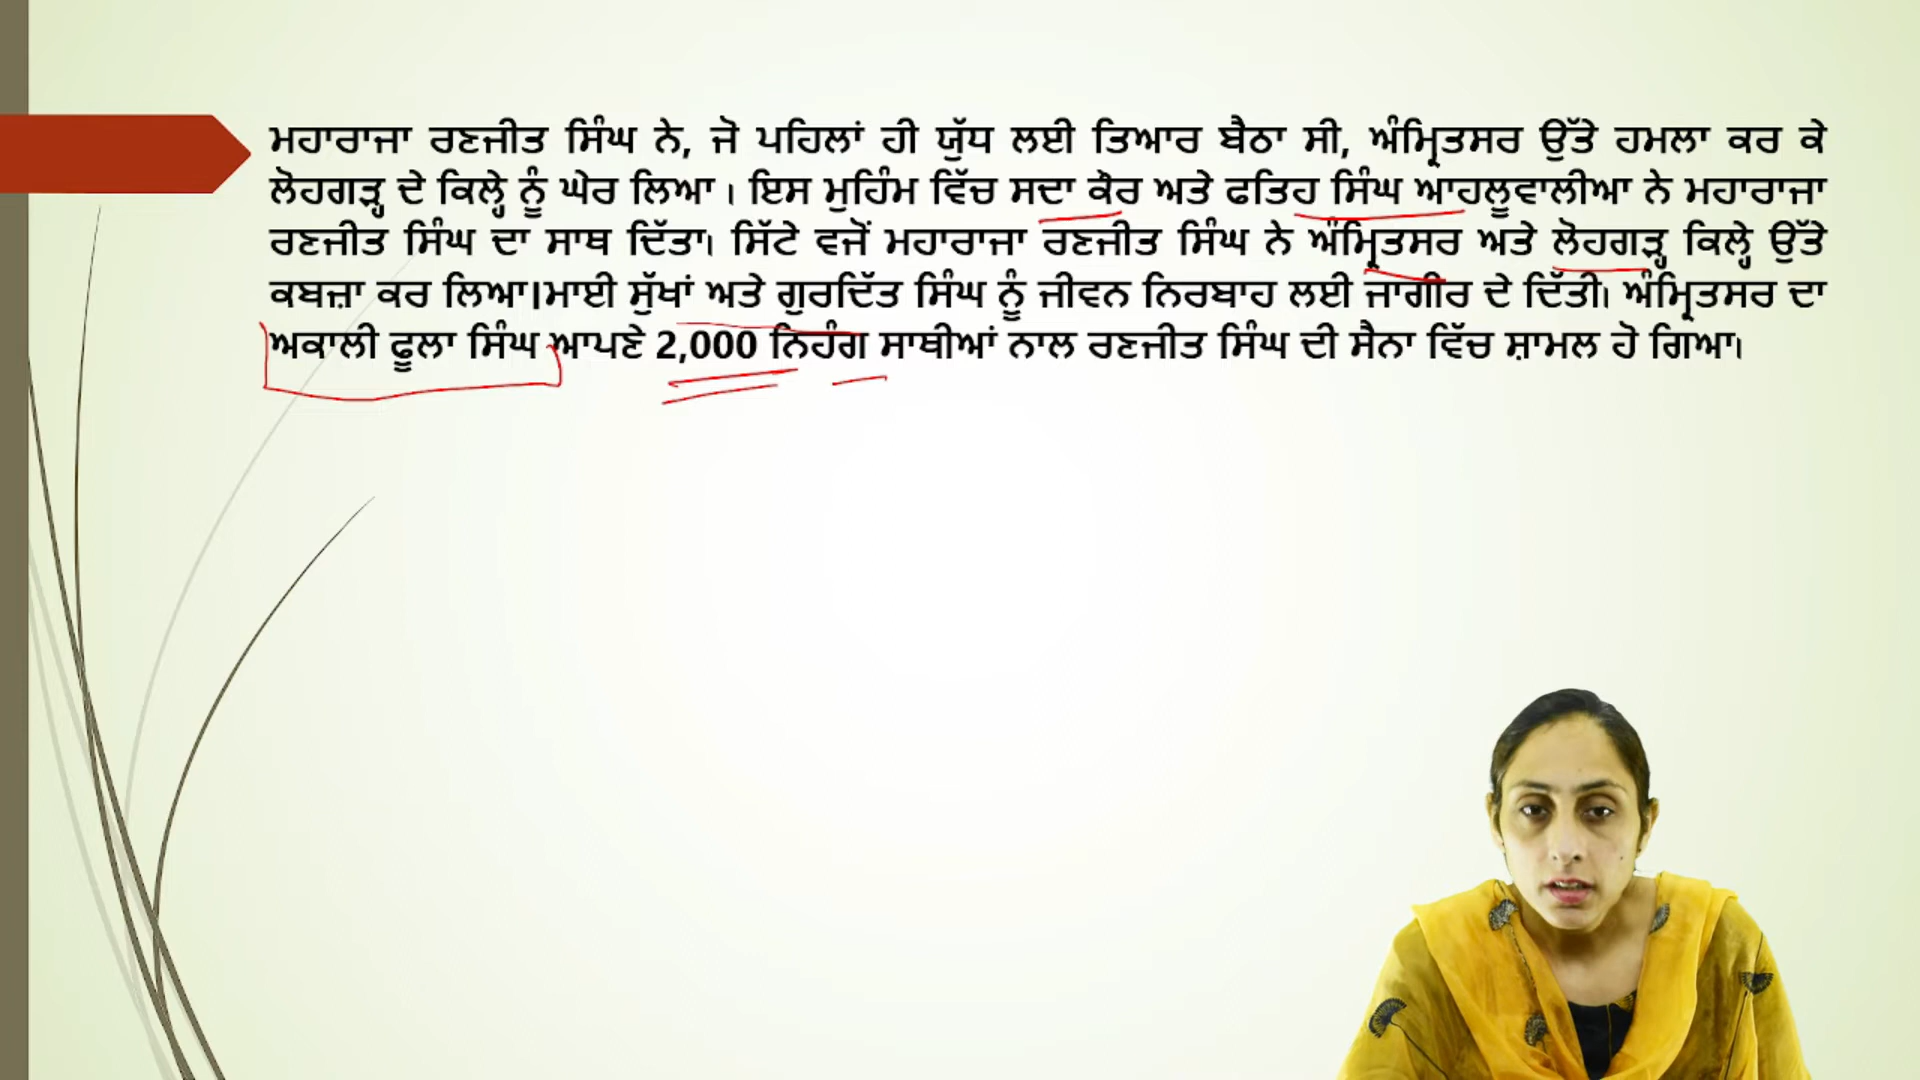 ਮਹਾਰਾਜਾ ਰਣਜੀਤ ਸਿੰਘ ਨੇ, ਜੋ ਪਹਿਲਾਂ ਹੀ ਯੁੱਧ ਲਈ ਤਿਆਰ ਬੈਠਾ ਸੀ, ਅੰਮ੍ਰਿਤਸਰ ਉੱਤੇ ਹਮਲਾ ਕਰ ਕੇ
ਲੋਹਗੜ੍ਹ ਦੇ ਕਿਲ੍ਹੇ ਨੂੰ ਘੇਰ ਲਿਆ। ਇਸ ਮੁਹਿੰਮ ਵਿੱਚ ਸਦਾ ਕੌਰ ਅਤੇ ਫਤਿਹ ਸਿੰਘ ਆਹਲੂਵਾਲੀਆ ਨੇ ਮਹਾਰਾਜਾ
ਰਣਜੀਤ ਸਿੰਘ ਦਾ ਸਾਥ ਦਿੱਤਾ। ਸਿੱਟੇ ਵਜੋਂ ਮਹਾਰਾਜਾ ਰਣਜੀਤ ਸਿੰਘ ਨੇ ਅੰਮ੍ਰਿਤਸਰ ਅਤੇ ਲੋਹਗੜ੍ਹ ਕਿਲ੍ਹੇ ਉੱਤੇ
ਕਬਜ਼ਾ ਕਰ ਲਿਆ।ਮਾਈ ਸੁੱਖਾਂ ਅਤੇ ਗੁਰਦਿੱਤ ਸਿੰਘ ਨੂੰ ਜੀਵਨ ਨਿਰਬਾਹ ਲਈ ਜਾਗੀਰ ਦੇ ਦਿੱਤੀ। ਅੰਮ੍ਰਿਤਸਰ ਦਾ
ਅਕਾਲੀ ਫੂਲਾ ਸਿੰਘ ਆਪਣੇ 2,000 ਨਿਹੰਗ ਸਾਥੀਆਂ ਨਾਲ ਰਣਜੀਤ ਸਿੰਘ ਦੀ ਸੈਨਾ ਵਿੱਚ ਸ਼ਾਮਲ ਹੋ ਗਿਆ।